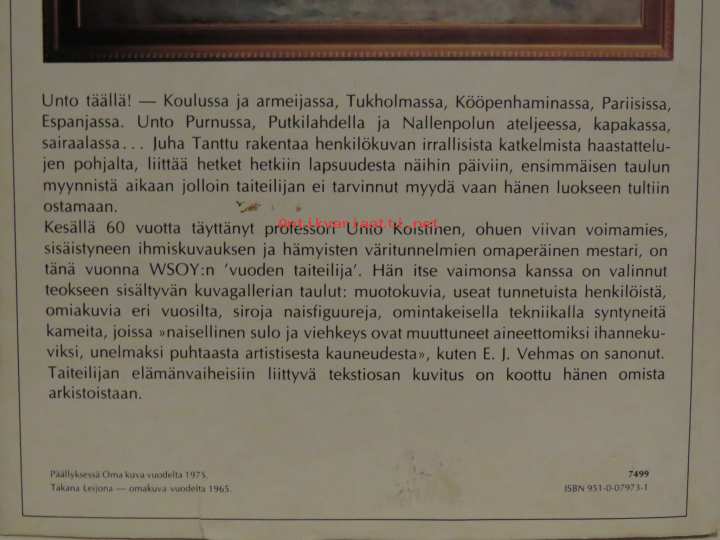 Unto täällä! — Koulussa ja armeijassa, Tukholmassa, Kööpenhaminassa, Pariisissa,
Espanjassa. Unto Purnussa, Putkilahdella ja Nallenpolun ateljeessa, kapakassa,
sairaalassa... Juha Tanttu rakentaa henkilökuvan irrallisista katkelmista haastattelu-
jen pohjalta, liittää hetket hetkiin lapsuudesta näihin päiviin, ensimmäisen taulun
myynnistä aikaan jolloin taiteilijan ei tarvinnut myydä vaan hänen luokseen tultiin
ostamaan.
Antikvariantti.net
Kesällä 60 vuotta täyttänyt professori Unto Koistinen, ohuen viivan voimamies,
sisäistyneen ihmiskuvauksen ja hämyisten väritunnelmien omaperäinen mestari, on
tänä vuonna WSOY:n 'vuoden taiteilija'. Hän itse vaimonsa kanssa on valinnut
teokseen sisältyvän kuvagallerian taulut: muotokuvia, useat tunnetuista henkilöistä,
omiakuvia eri vuosilta, siroja naisfiguureja, omintakeisella tekniikalla syntyneitä
kameita, joissa »naisellinen sulo ja viehkeys ovat muuttuneet aineettomiksi ihanneku-
viksi, unelmaksi puhtaasta artistisesta kauneudesta», kuten E. J. Vehmas on sanonut.
Taiteilijan elämänvaiheisiin liittyvä tekstiosan kuvitus on koottu hänen omista
arkistoistaan.
Päällyksessä Oma kuva vuodelta 1975.
Takana Leijona — omakuva vuodelta 1965.
7499
ISBN 951-0-07973-1